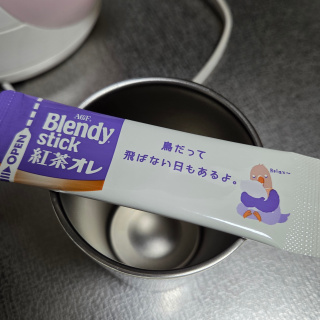 AGF
Blendy
stick
紅茶オレ
OPEN
鳥だって
飛ばない日もあるよ。
Relax〜